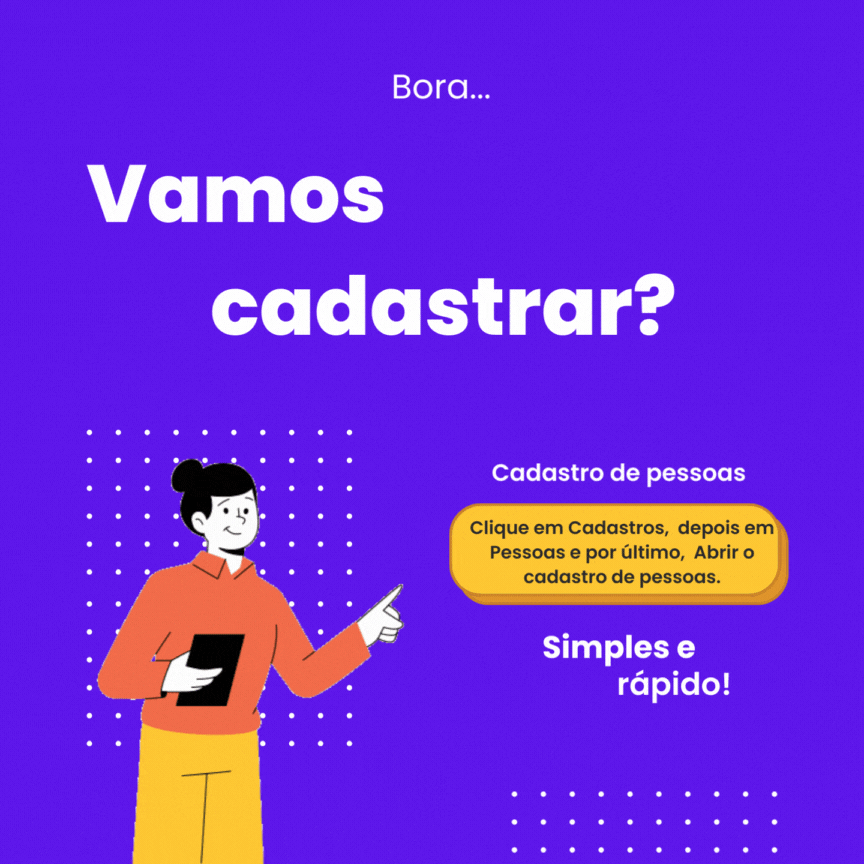 Bora...
Vamos
cadastrar?
Cadastro de pessoas
Clique em Cadastros, depois em
Pessoas e por último, Abrir o
cadastro de pessoas.
Simples e
rápido!